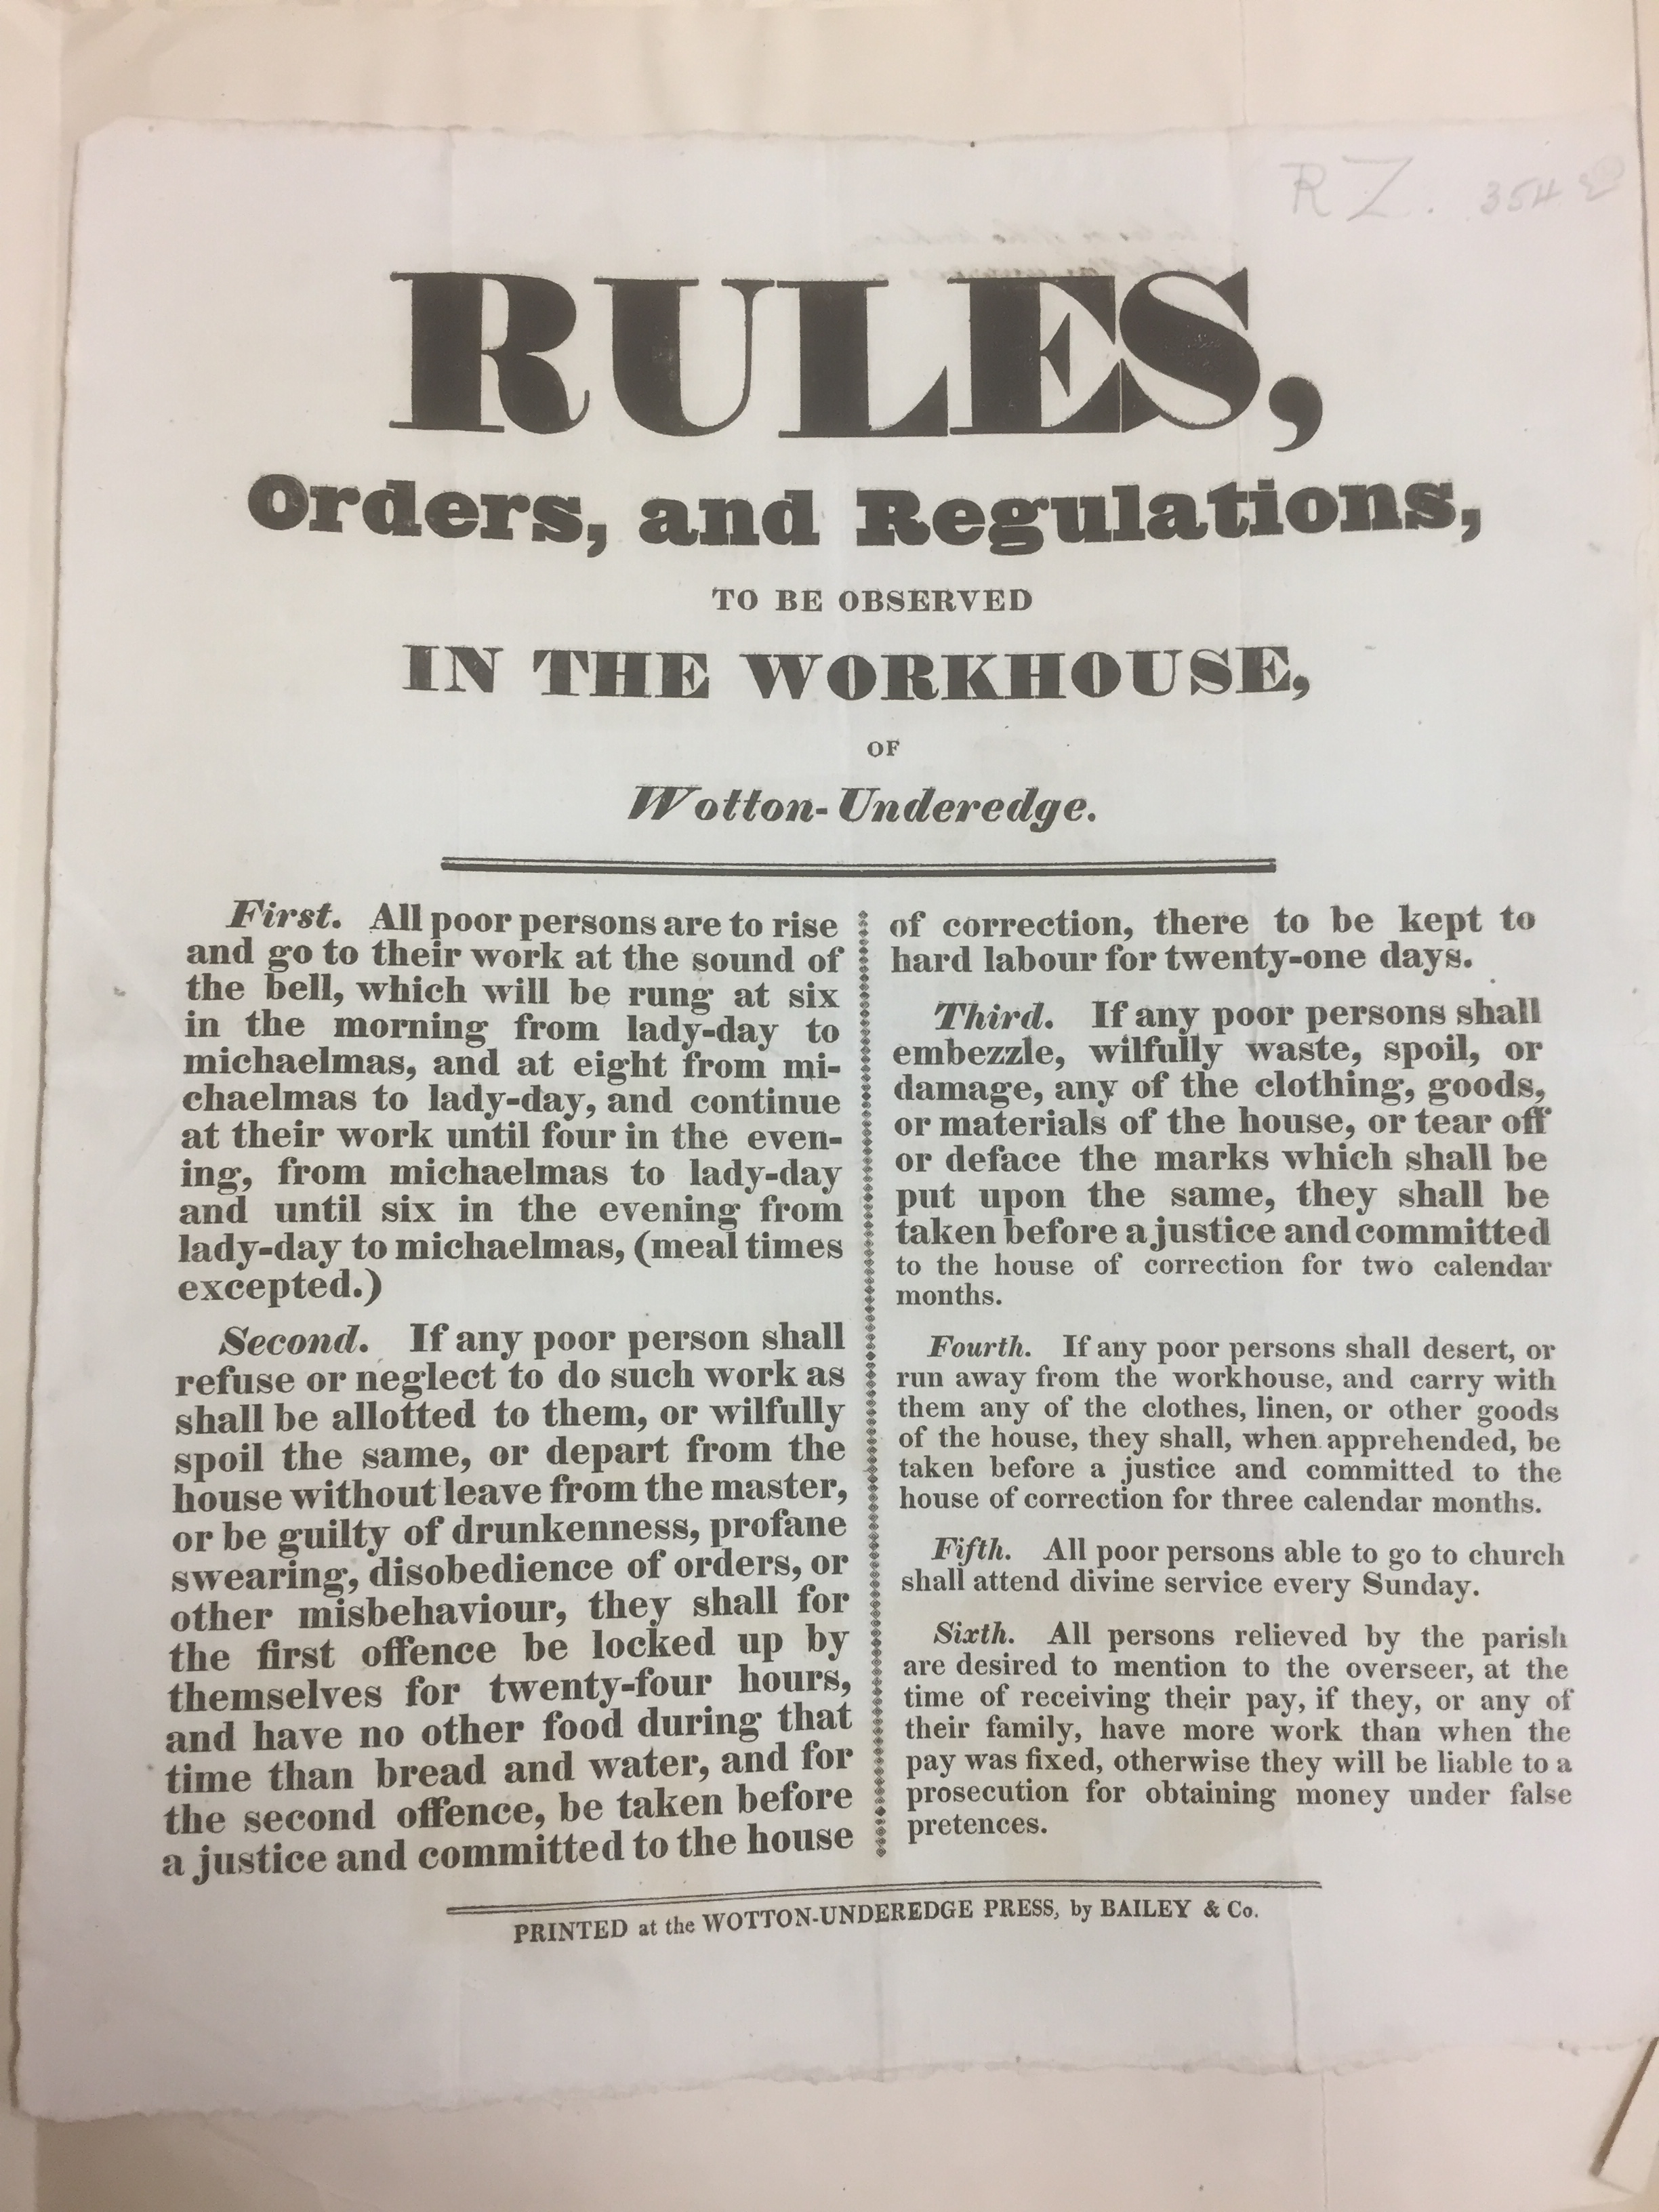 RZ. 354
RULES,
Orders, and Regulations,
TO BE OBSERVED
IN THE WORKHOUSE,
OF
Wotton-Underedge.
First. All poor persons are to rise
and go to their work at the sound of
the bell, which will be rung at six
in the morning from lady-day to
michaelmas, and at eight from mi-
chaelmas to lady-day, and continue
at their work until four in the even-
ing, from michaelmas to lady-day
and until six in the evening from
lady-day to michaelmas, (meal times
excepted.)
Second. If any poor person shall
refuse or neglect to do such work as
shall be allotted to them, or wilfully
spoil the same, or depart from the
house without leave from the master,
or be guilty of drunkenness, profane
swearing, disobedience of orders, or
other misbehaviour, they shall for
the first offence be locked up by
themselves for twenty-four hours,
and have no other food during that
time than bread and water, and for
the second offence, be taken before
a justice and committed to the house
of correction, there to be kept to
hard labour for twenty-one days.
Third. If any poor persons shall
embezzle, wilfully waste, spoil, or
damage, any of the clothing, goods,
or materials of the house, or tear off
or deface the marks which shall be
put upon the same, they shall be
taken before a justice and committed
to the house of correction for two calendar
months.
Fourth. If any poor persons shall desert, or
run away from the workhouse, and carry with
them any of the clothes, linen, or other goods
of the house, they shall, when apprehended, be
taken before a justice and committed to the
house of correction for three calendar months.
Fifth. All poor persons able to go to church
shall attend divine service every Sunday.
Sixth. All persons relieved by the parish
are desired to mention to the overseer, at the
time of receiving their pay, if they, or any of
their family, have more work than when the
pay was fixed, otherwise they will be liable to a
prosecution for obtaining money under false
pretences.
PRINTED at the WOTTON-UNDEREDGE PRESS, by BAILEY & Co.